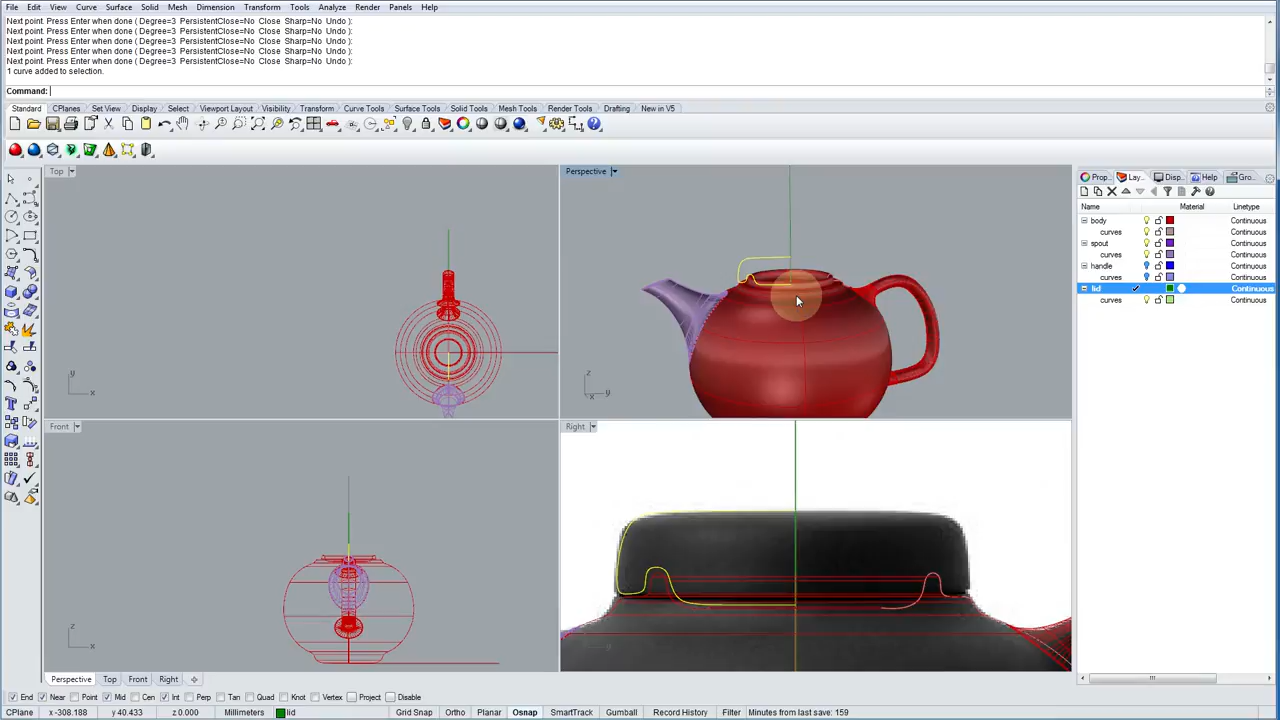 File Edit View Curve Surface Solid Mesh Dimension Transform Tools Analyze Render Panels Help
Next point. Press Enter when done ( Degree=3 PersistentClose=No Close Sharp=No Undo ):
Next point. Press Enter when done ( Degree=3 PersistentClose=No Close Sharp=No Undo ):
Next point. Press Enter when done ( Degree=3 PersistentClose=No Close Sharp=No Undo ):
Next point. Press Enter when done ( Degree=3 PersistentClose=No Close Sharp=No Undo ):
Next point. Press Enter when done ( Degree=3 PersistentClose=No Close Sharp=No Undo ):
1 curve added to selection.
Command:
Standard CPlanes Set View Display Select Viewport Layout Visibility Transform Curve Tools Surface Tools Solid Tools Mesh Tools Render Tools Drafting New in V5
Top Perspective Prop... Lay... Disp... Help Gro...
Name Material Linetype
body Continuous
curves Continuous
spout Continuous
curves Continuous
handle Continuous
curves Continuous
lid Continuous
curves Continuous
y x
z x y
Front Right
z x
Perspective Top Front Right
End Near Point Mid Cen Int Perp Tan Quad Knot Vertex Project Disable
CPlane x -308.188 y 40.433 z 0.000 Millimeters lid Grid Snap Ortho Planar Osnap SmartTrack Gumball Record History Filter Minutes from last save: 159